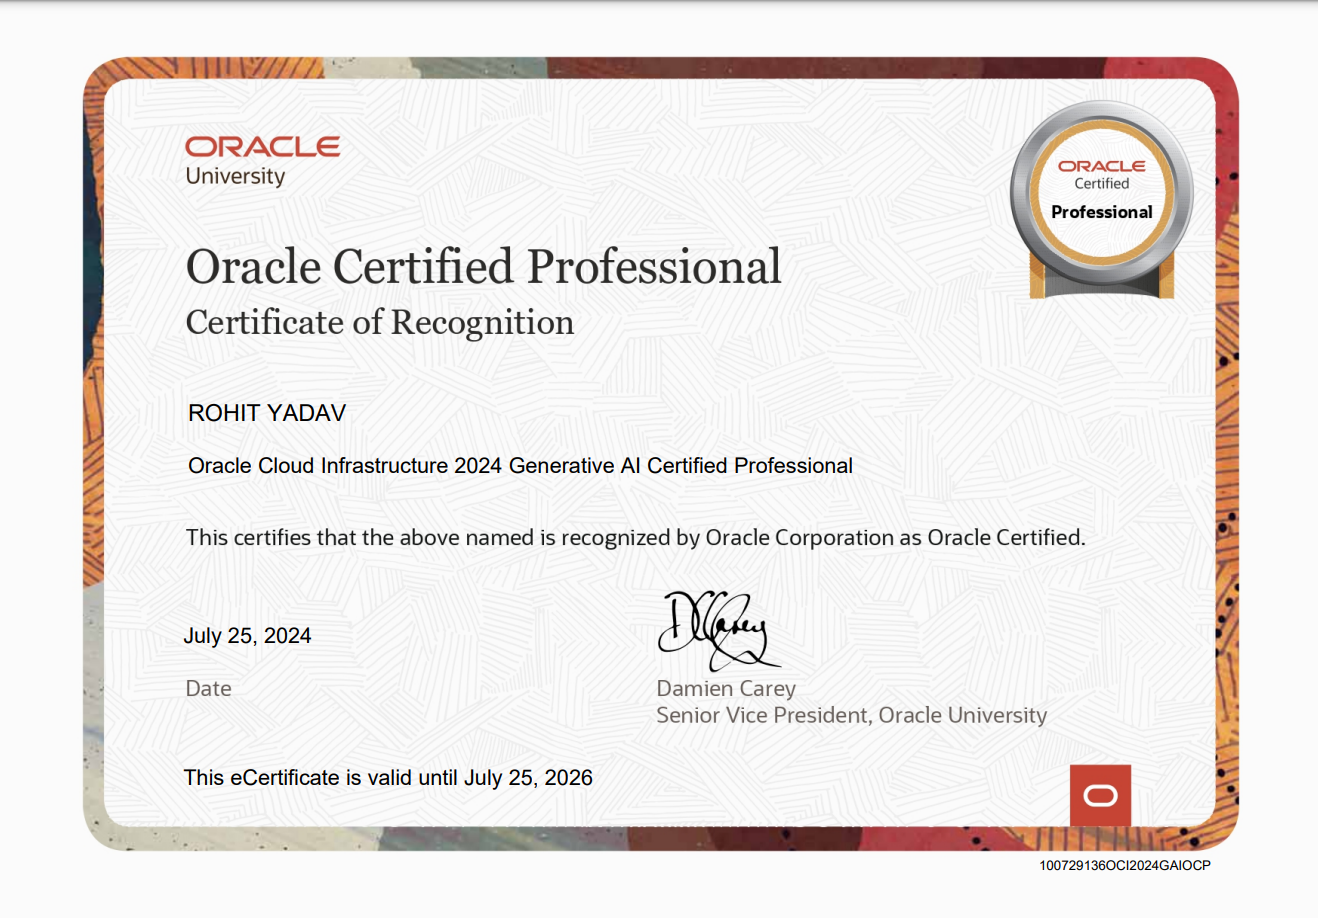 ORACLE
University
ORACLE
Certified
Professional
Oracle Certified Professional
Certificate of Recognition
ROHIT YADAV
Oracle Cloud Infrastructure 2024 Generative AI Certified Professional
This certifies that the above named is recognized by Oracle Corporation as Oracle Certified.
July 25, 2024
Date
Damien Carey
Senior Vice President, Oracle University
This eCertificate is valid until July 25, 2026
100729136OCI2024GAIOCP